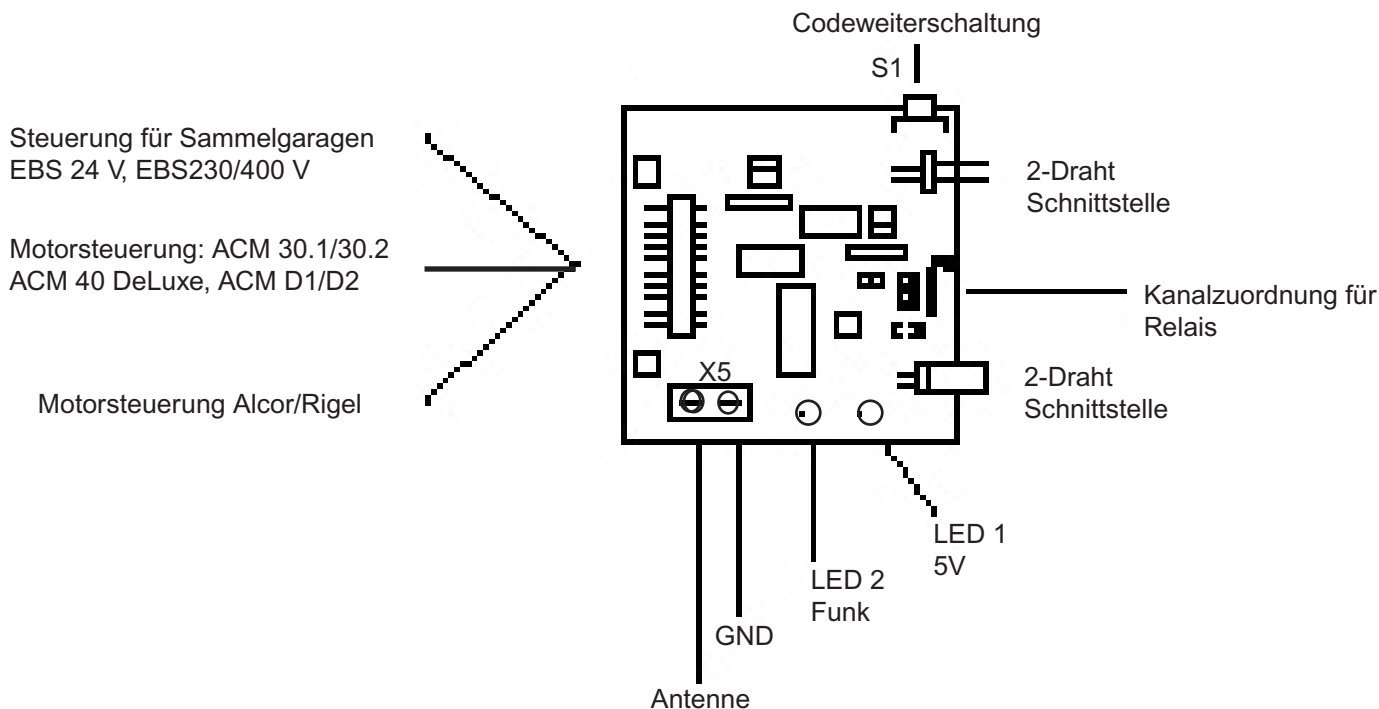 Codeweiterschaltung
S1
Steuerung für Sammelgaragen
EBS 24 V, EBS230/400 V
2-Draht
Schnittstelle
Motorsteuerung: ACM 30.1/30.2
ACM 40 DeLuxe, ACM D1/D2
Kanalzuordnung für
Relais
X5
2-Draht
Schnittstelle
Motorsteuerung Alcor/Rigel
LED 1
5V
LED 2
Funk
GND
Antenne